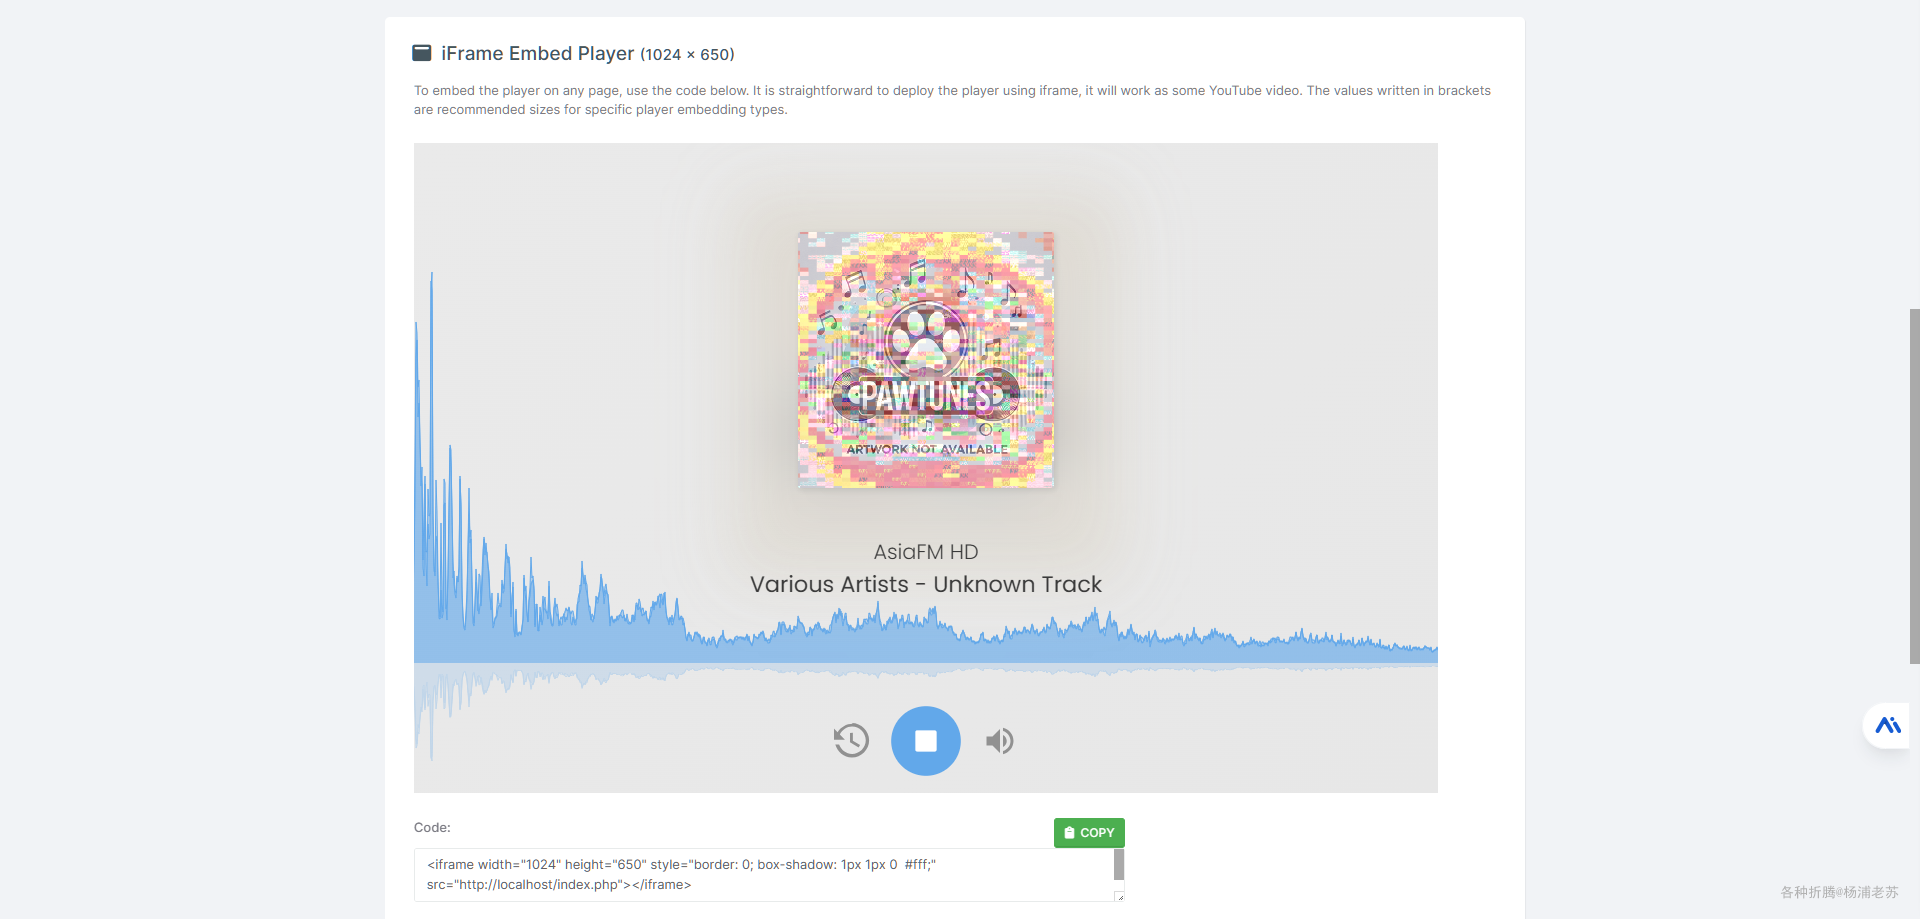 iFrame Embed Player (1024 × 650)
To embed the player on any page, use the code below. It is straightforward to deploy the player using iframe, it will work as some YouTube video. The values written in brackets
are recommended sizes for specific player embedding types.
PAWTUNES
ARTWORK NOT AVAILABLE
AsiaFM HD
Various Artists - Unknown Track
Code:
COPY
<iframe width="1024" height="650" style="border: 0; box-shadow: 1px 1px 0  #fff;"
src="http://localhost/index.php"></iframe>
各种折腾@杨浦老苏